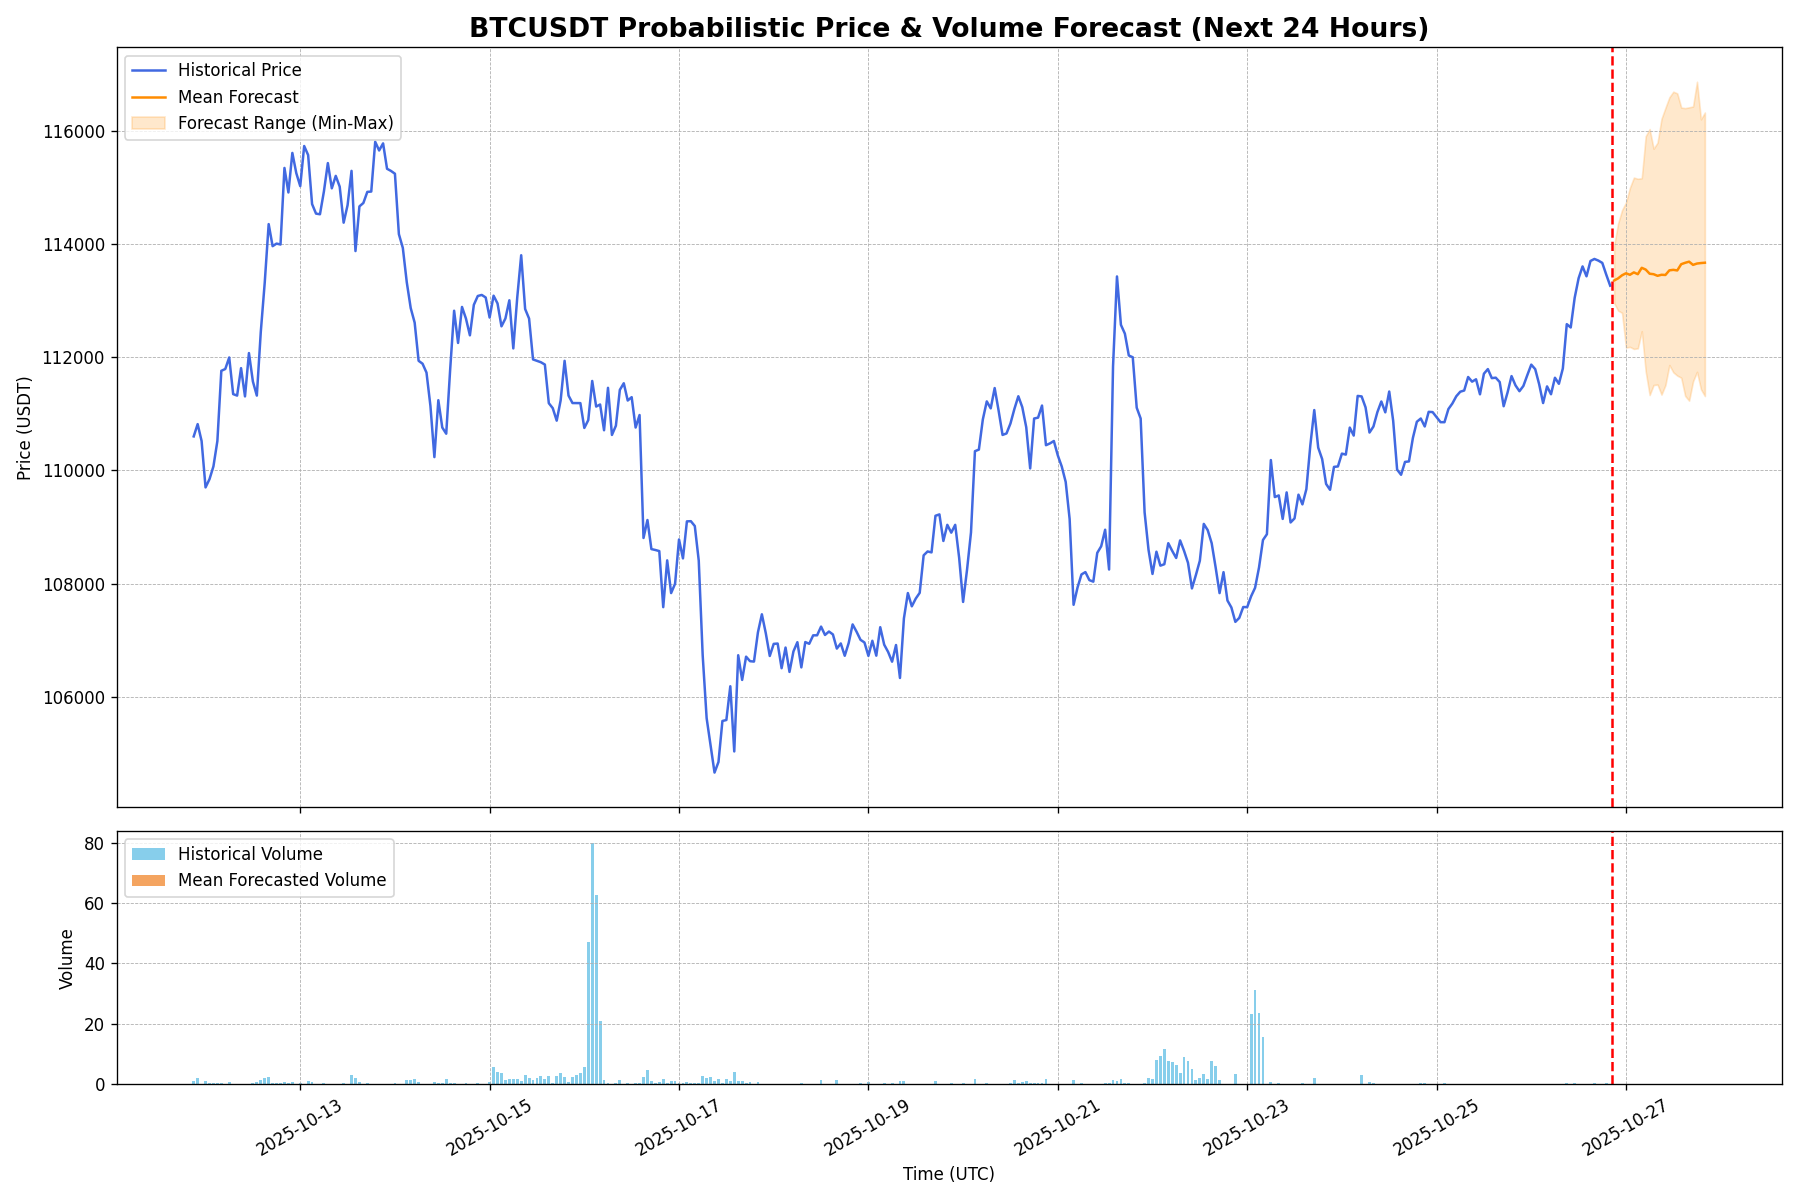 BTCUSDT Probabilistic Price & Volume Forecast (Next 24 Hours)
Historical Price
Mean Forecast
Forecast Range (Min-Max)
116000
114000
112000
110000
108000
106000
Price (USDT)
Historical Volume
Mean Forecasted Volume
80
60
40
20
0
Volume
2025-10-13
2025-10-15
2025-10-17
2025-10-19
2025-10-21
2025-10-23
2025-10-25
2025-10-27
Time (UTC)